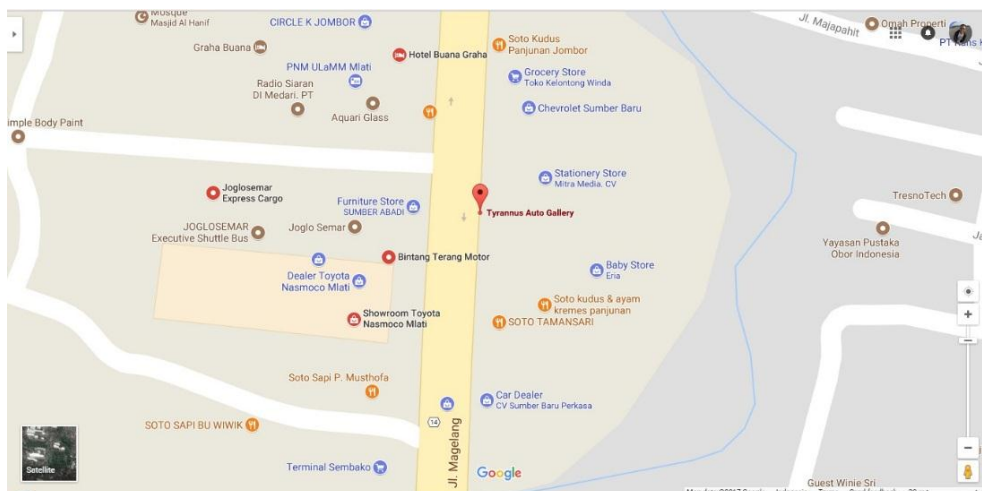 Mosque
Masjid Al Hanif
CIRCLE K JOMBOR
Jl. Majapahit
Omah Properti
Graha Buana
Hotel Buana Graha
Soto Kudus
Panjunan Jombor
PNM ULaMM Mlati
Grocery Store
Toko Kelontong Winda
Radio Siaran
DI Medari. PT
Aquari Glass
Chevrolet Sumber Baru
imple Body Paint
Stationery Store
Mitra Media. CV
Joglosemar
Express Cargo
Furniture Store
SUMBER ABADI
Tyrannus Auto Gallery
TresnoTech
JOGLOSEMAR
Executive Shuttle Bus
Joglo Semar
Yayasan Pustaka
Obor Indonesia
Bintang Terang Motor
Dealer Toyota
Nasmoco Mlati
Baby Store
Eria
Soto kudus & ayam
kremes panjunan
Showroom Toyota
Nasmoco Mlati
SOTO TAMANSARI
Soto Sapi P. Musthofa
Car Dealer
CV Sumber Baru Perkasa
SOTO SAPI BU WIWIK
14
Jl. Magelang
Satellite
Terminal Sembako
Google
Guest Winie Sri